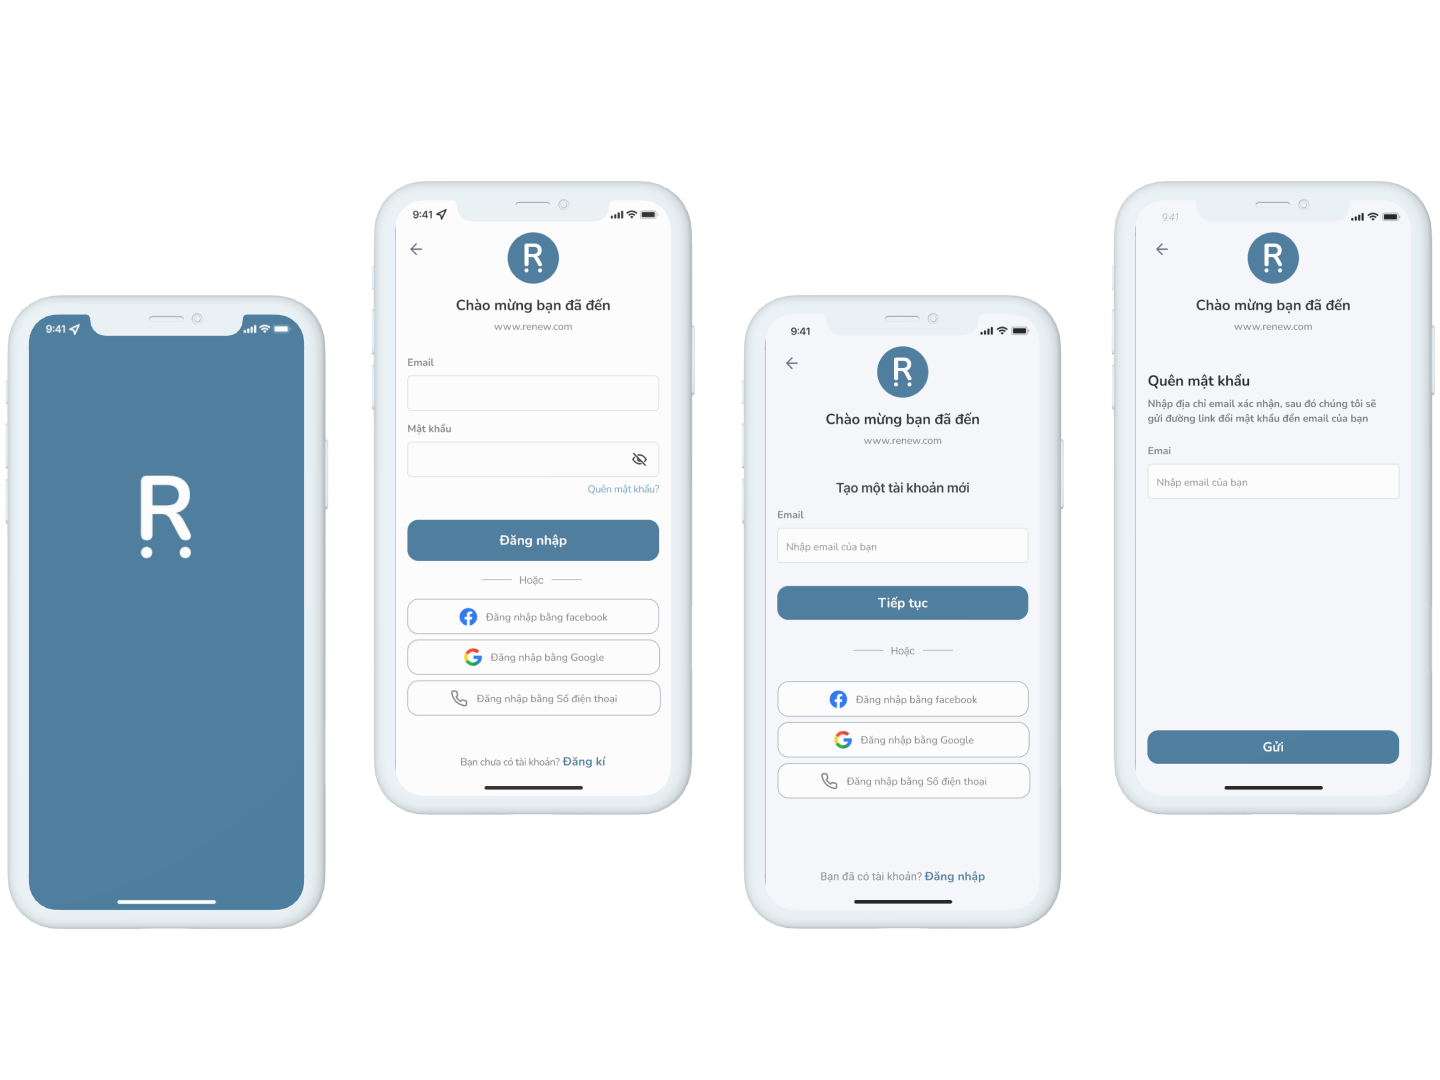 9:41
R
9:41
R
Chào mừng bạn đã đến
www.renew.com
Email
Mật khẩu
Quên mật khẩu?
Đăng nhập
Hoặc
Đăng nhập bằng facebook
Đăng nhập bằng Google
Đăng nhập bằng Số điện thoại
Bạn chưa có tài khoản? Đăng kí
9:41
R
Chào mừng bạn đã đến
www.renew.com
Tạo một tài khoản mới
Email
Nhập email của bạn
Tiếp tục
Hoặc
Đăng nhập bằng facebook
Đăng nhập bằng Google
Đăng nhập bằng Số điện thoại
Bạn đã có tài khoản? Đăng nhập
9:41
R
Chào mừng bạn đã đến
www.renew.com
Quên mật khẩu
Nhập địa chỉ email xác nhận, sau đó chúng tôi sẽ
gửi đường link đổi mật khẩu đến email của bạn
Emai
Nhập email của bạn
Gửi